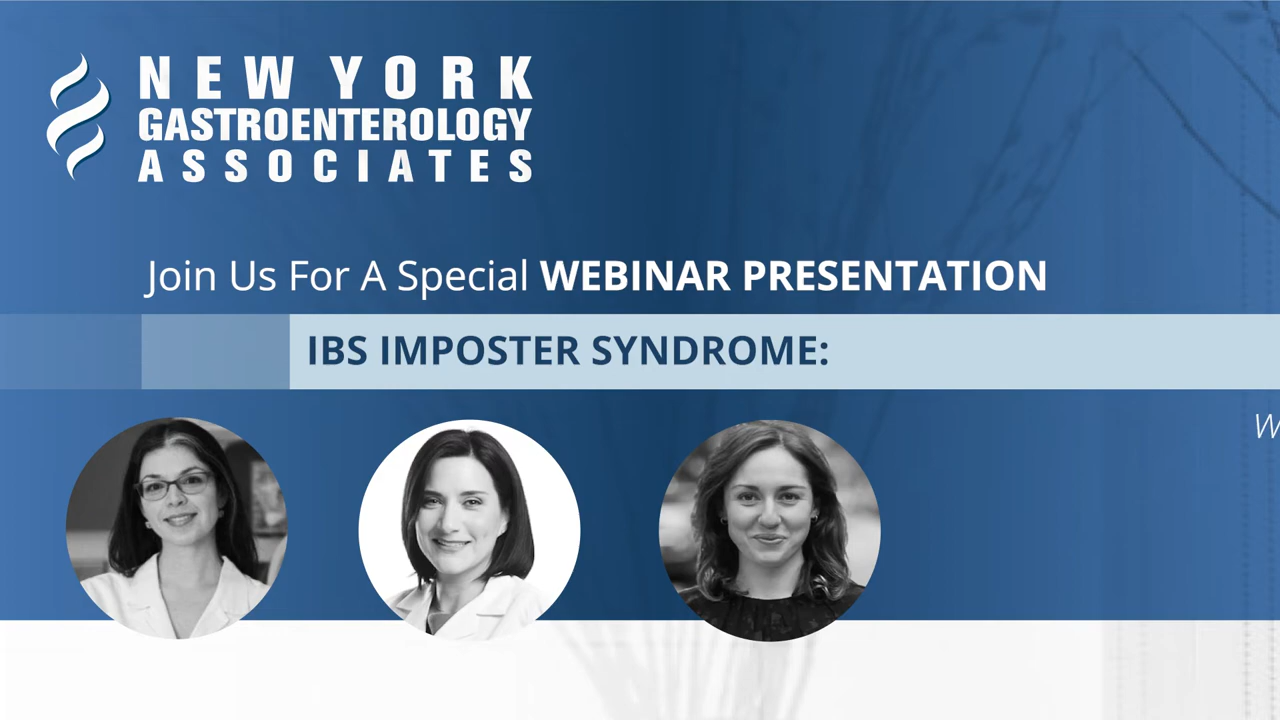 NEW YORK
GASTROENTEROLOGY
ASSOCIATES
Join Us For A Special WEBINAR PRESENTATION
IBS IMPOSTER SYNDROME: